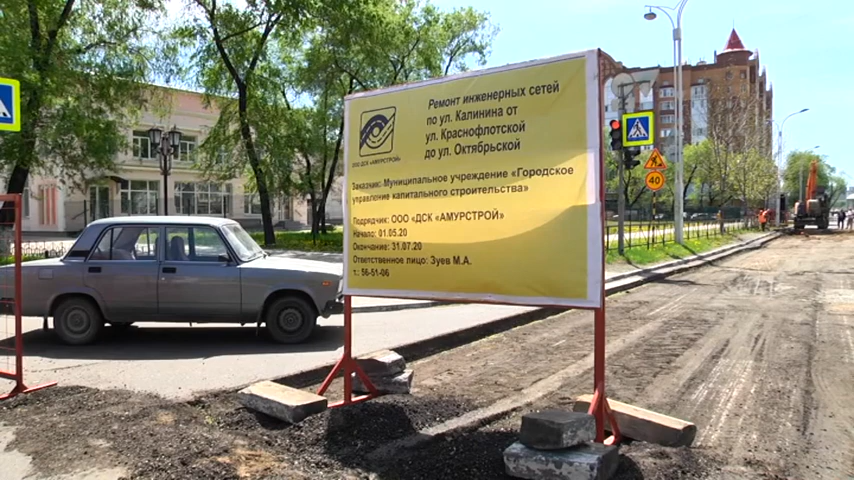 Ремонт инженерных сетей
по ул. Калинина от
ул. Краснофлотской
до ул. Октябрьской
ООО ДСК «АМУРСТРОЙ»
Заказчик: Муниципальное учреждение «Городское
управление капитального строительства»
Подрядчик: ООО «ДСК «АМУРСТРОЙ»
Начало: 01.05.20
Окончание: 31.07.20
Ответственное лицо: Зуев М.А.
т.: 56-51-06
40